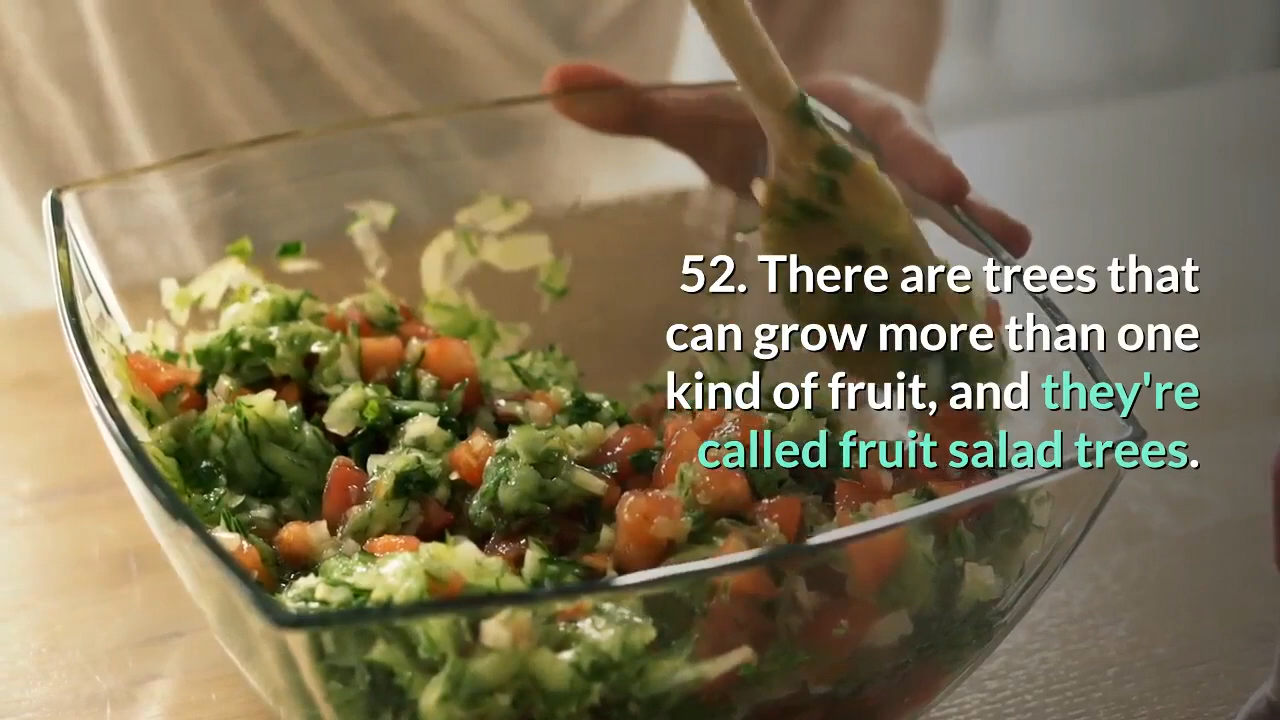 52. There are trees that
can grow more than one
kind of fruit, and they're
called fruit salad trees.